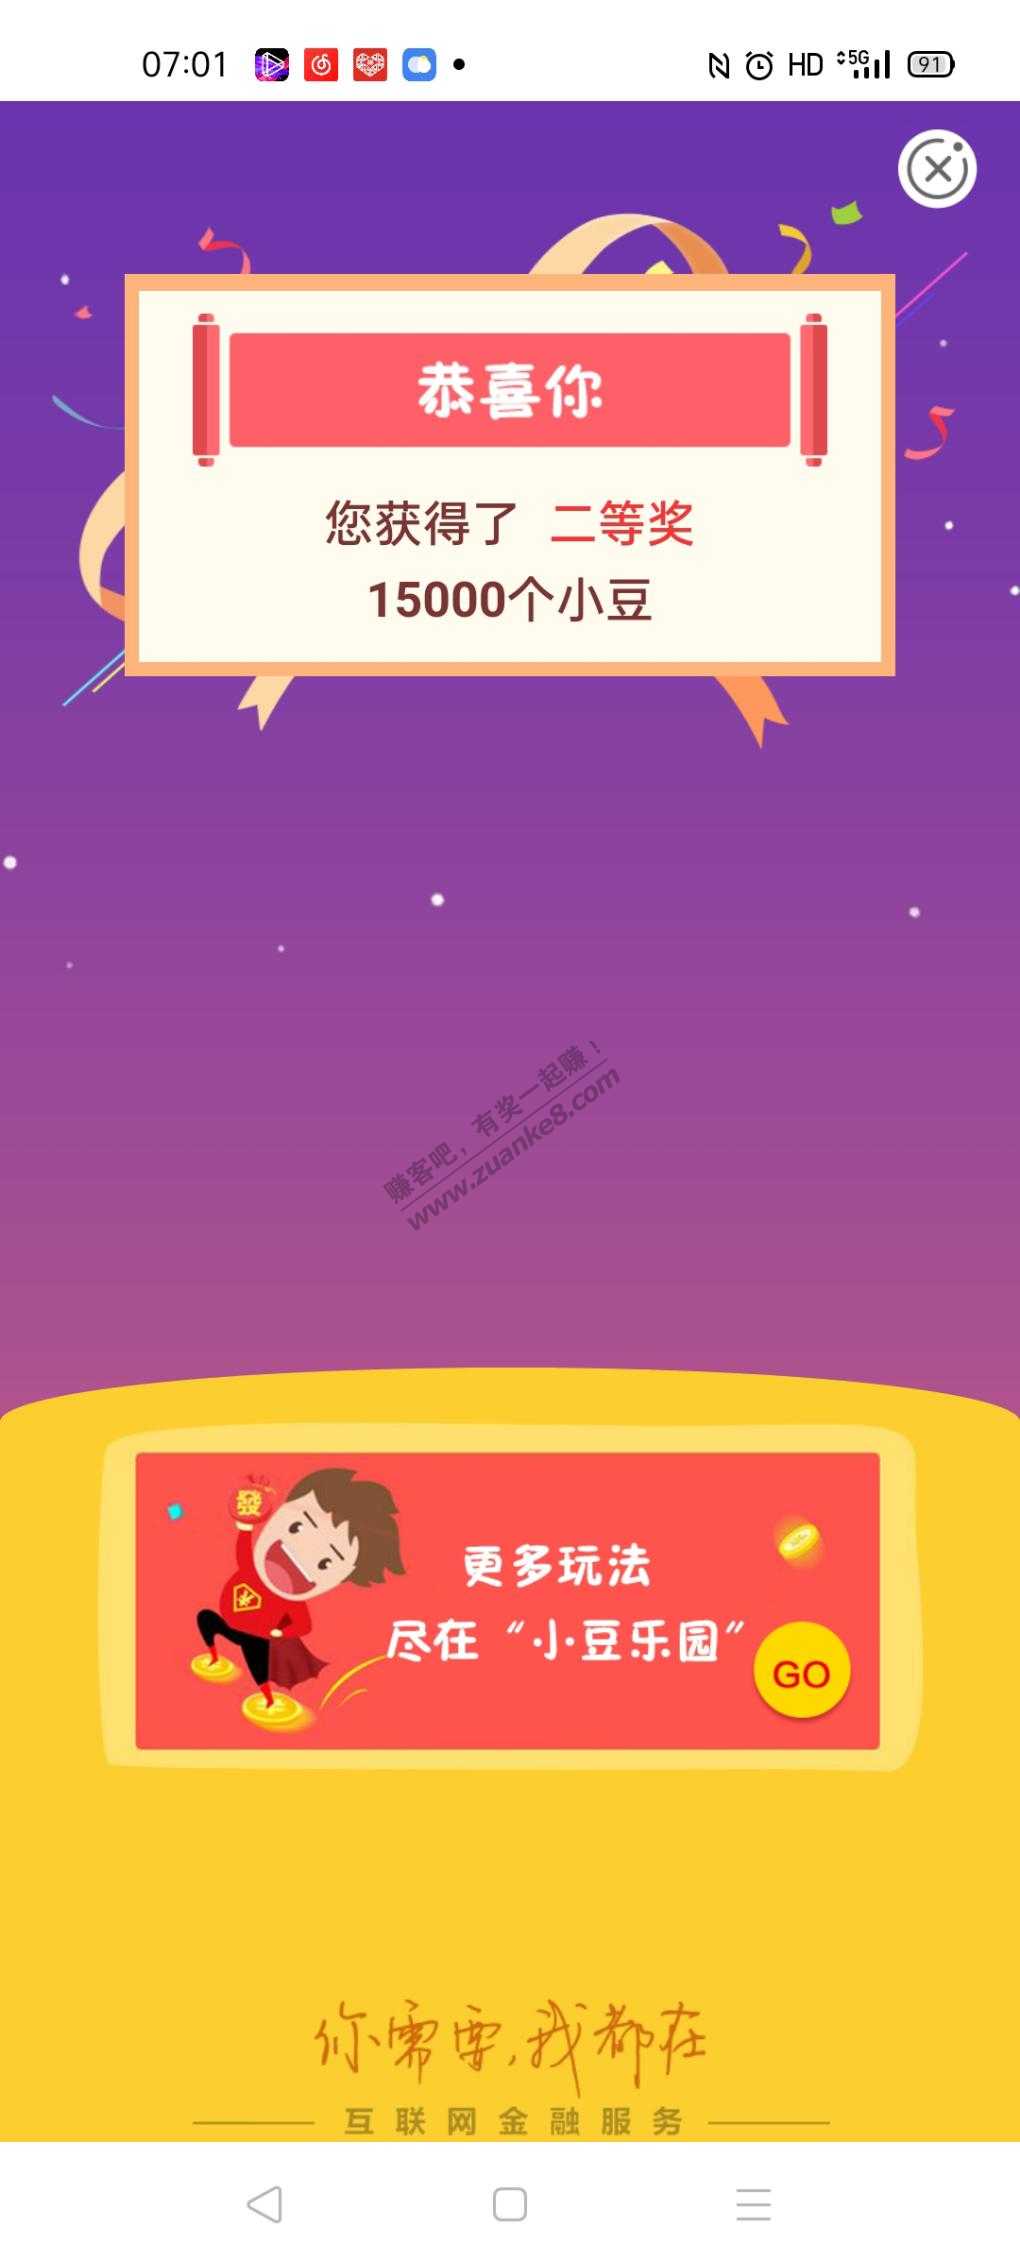 07:01
HD
5G
91
恭喜你
您获得了 二等奖
15000个小豆
赚客吧，有奖一起赚！
www.zuanke8.com
發
更多玩法
尽在“小豆乐园”
GO
你需要,我都在
互联网金融服务